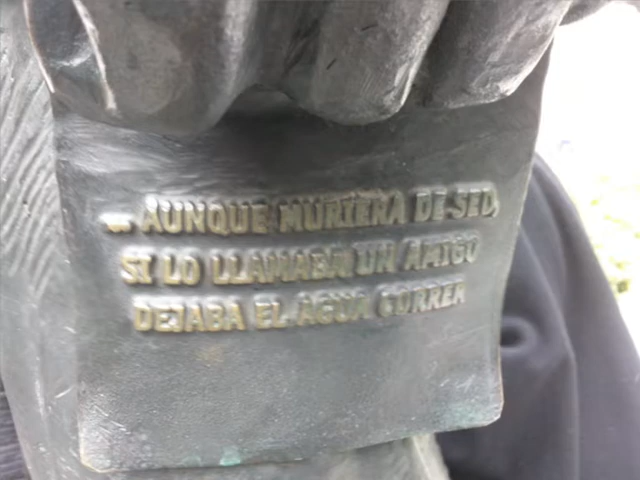 ... AUNQUE MURIERA DE SED,
SI LO LLAMABA UN AMIGO
DEJABA EL AGUA CORRER